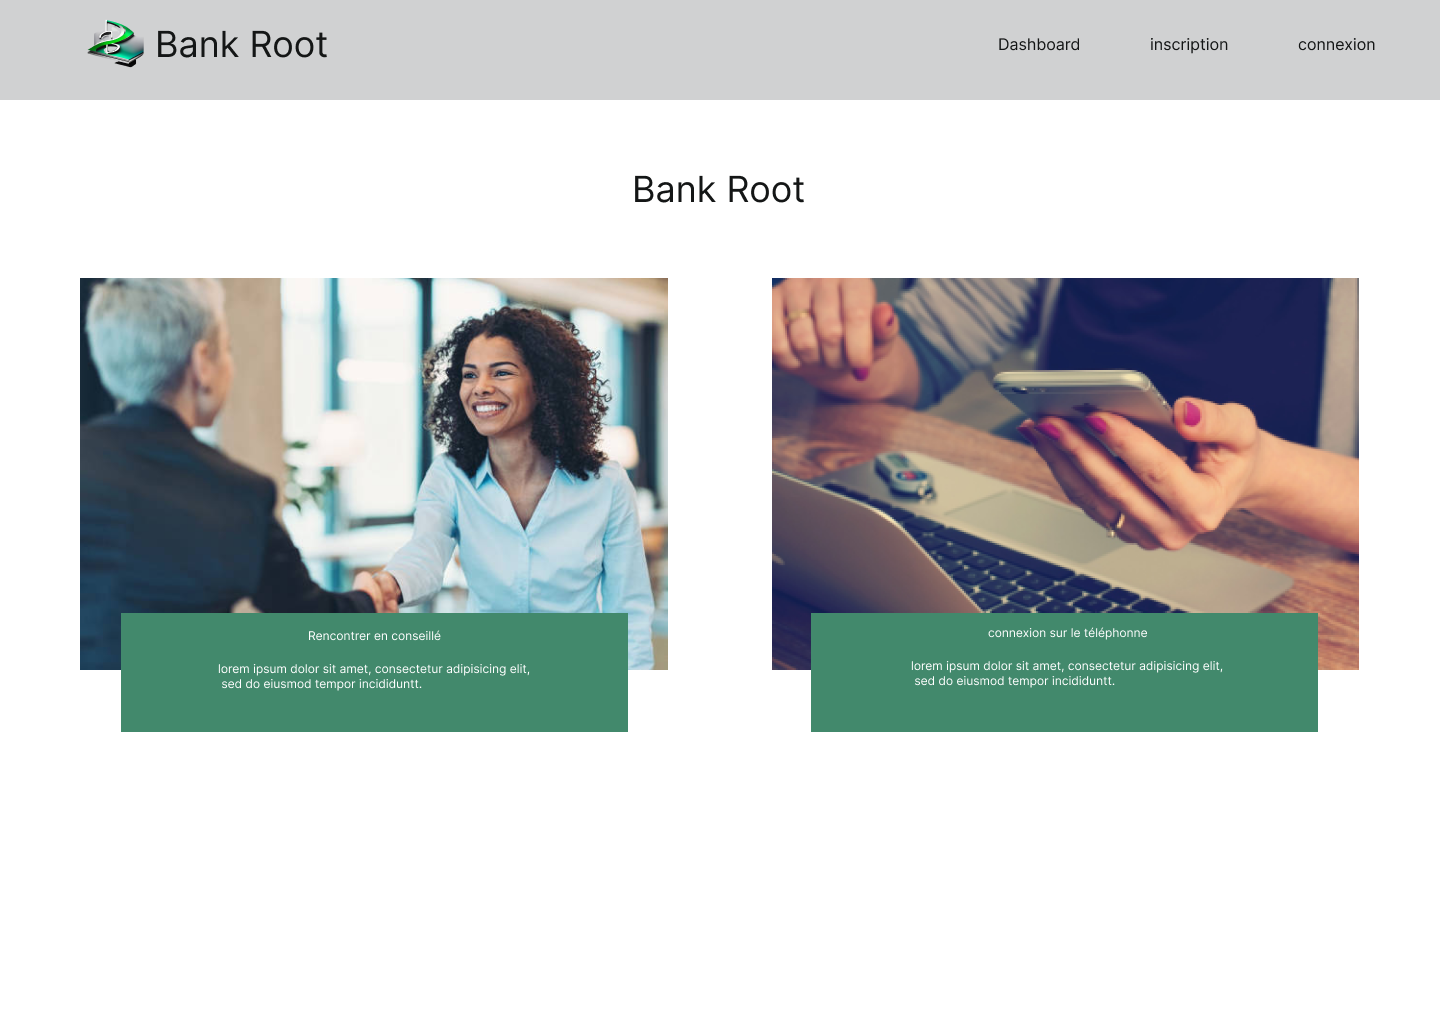 Bank Root
Dashboard
inscription
connexion
Bank Root
Rencontrer en conseillé
lorem ipsum dolor sit amet, consectetur adipisicing elit,
sed do eiusmod tempor incididuntt.
connexion sur le téléphonne
lorem ipsum dolor sit amet, consectetur adipisicing elit,
sed do eiusmod tempor incididuntt.